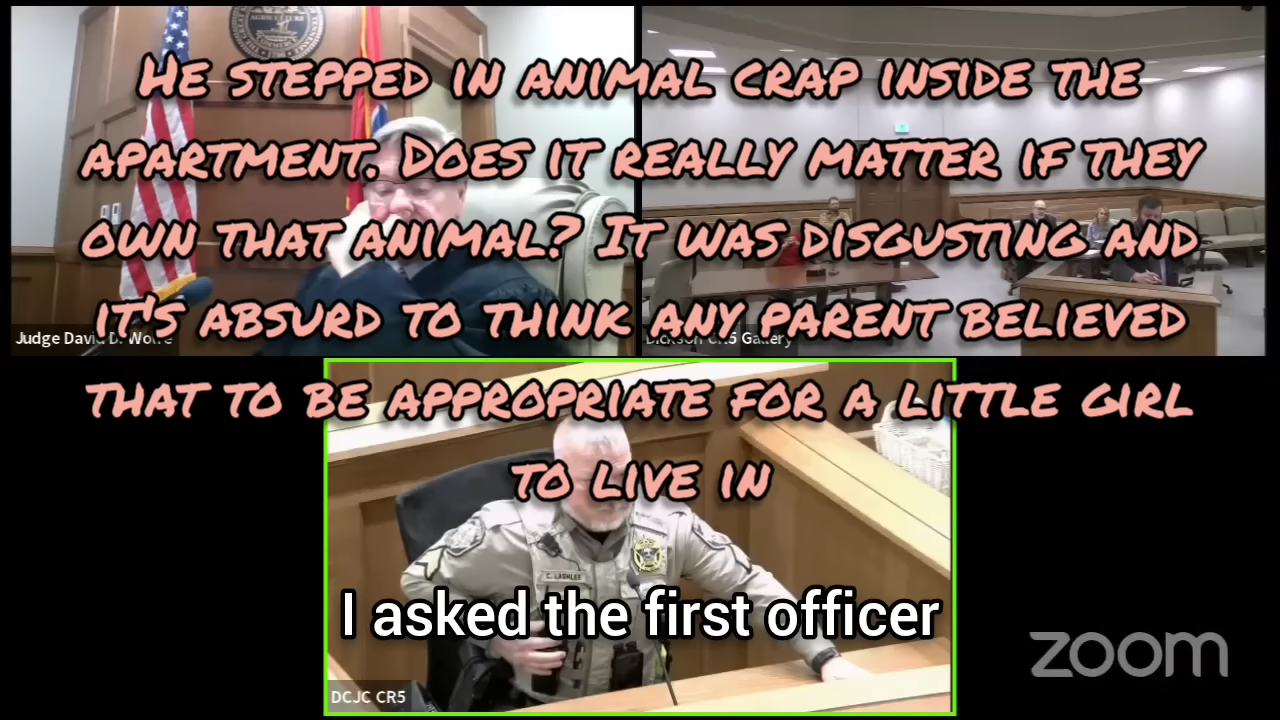 AGRICULTURE
COMMERCE
He stepped in animal crap inside the
apartment. Does it really matter if they
own that animal? It was disgusting and
it's absurd to think any parent believed
Judge David D. Wolfe
Dickson CR5 Gallery
that to be appropriate for a little girl
to live in
C. LASHLEE
I asked the first officer
zoom
DCJC CR5